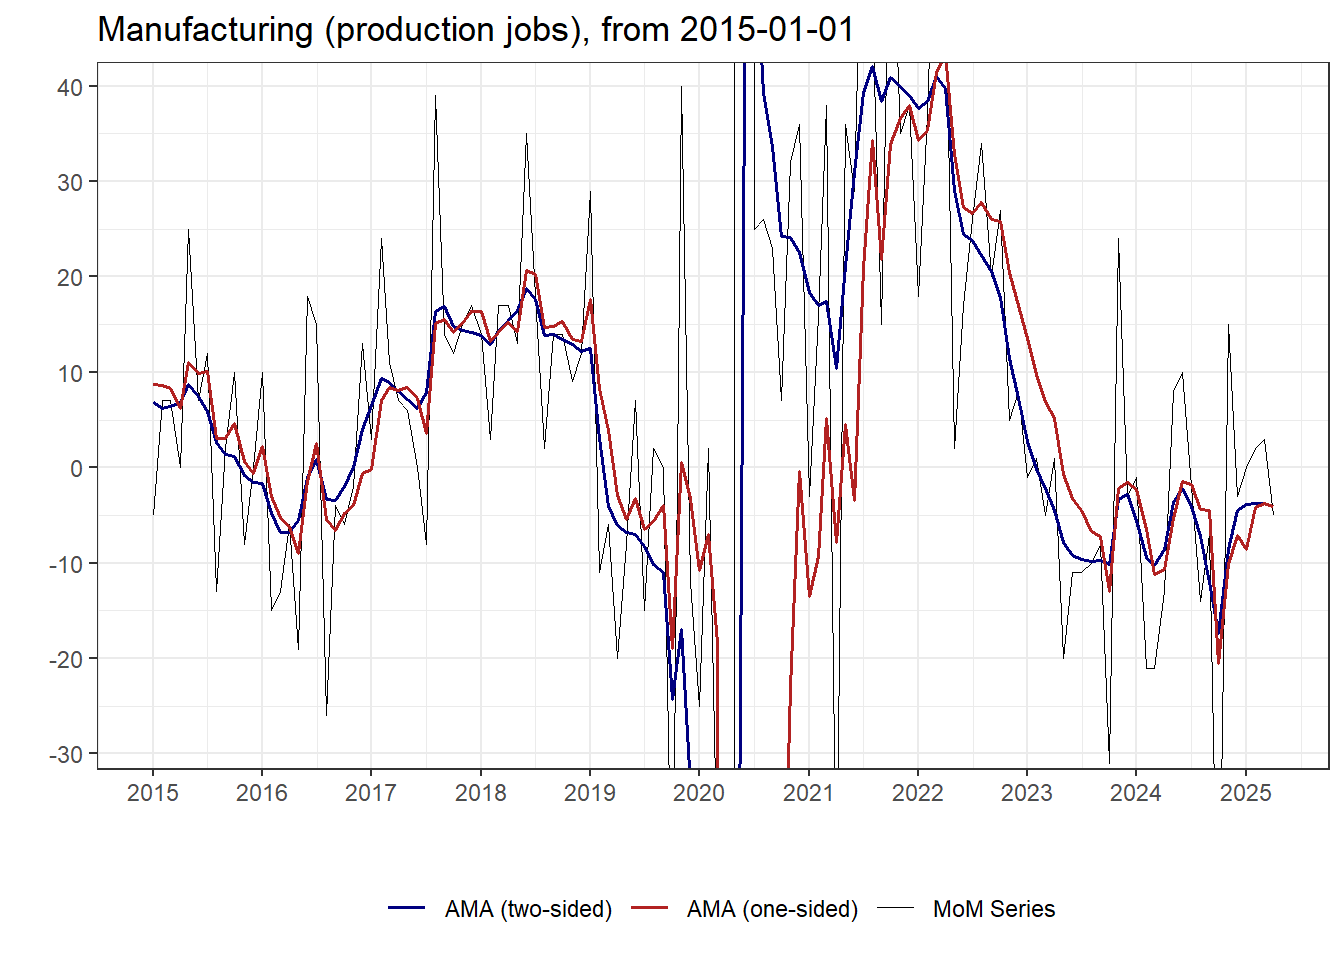 Manufacturing (production jobs), from 2015-01-01
40
30
20
10
0
-10
-20
-30
2015 2016 2017 2018 2019 2020 2021 2022 2023 2024 2025
AMA (two-sided) AMA (one-sided) MoM Series